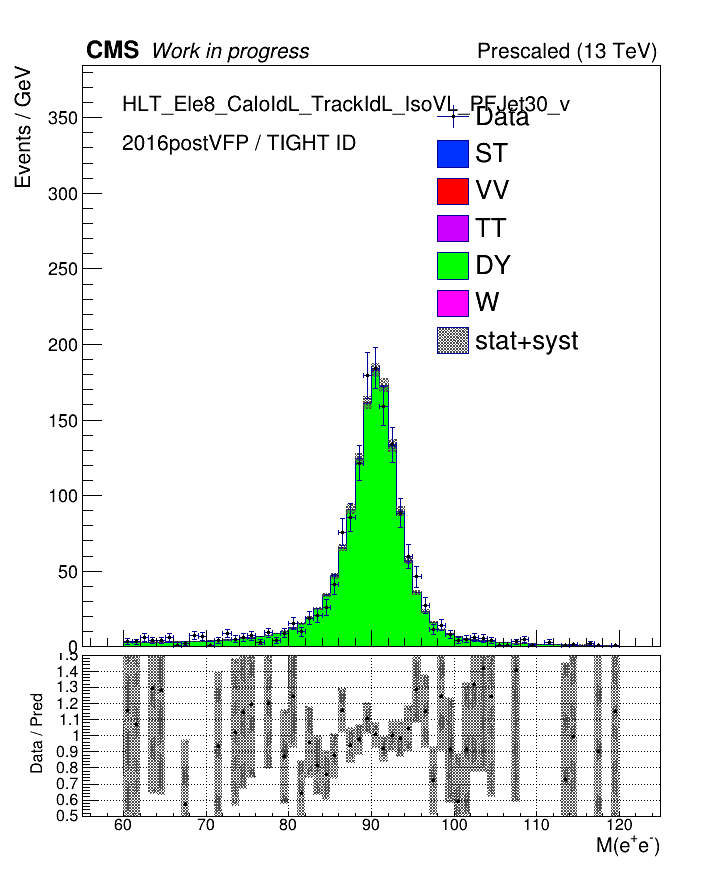 CMS Work in progress Prescaled (13 TeV)
Events / GeV
HLT_Ele8_CaloIdL_TrackIdL_IsoVL_PFJet30_v
2016postVFP / TIGHT ID
Data
ST
VV
TT
DY
W
stat+syst
350
300
250
200
150
100
50
0
Data / Pred
1.5
1.4
1.3
1.2
1.1
1
0.9
0.8
0.7
0.6
0.5
60 70 80 90 100 110 120
M(e⁺e⁻)